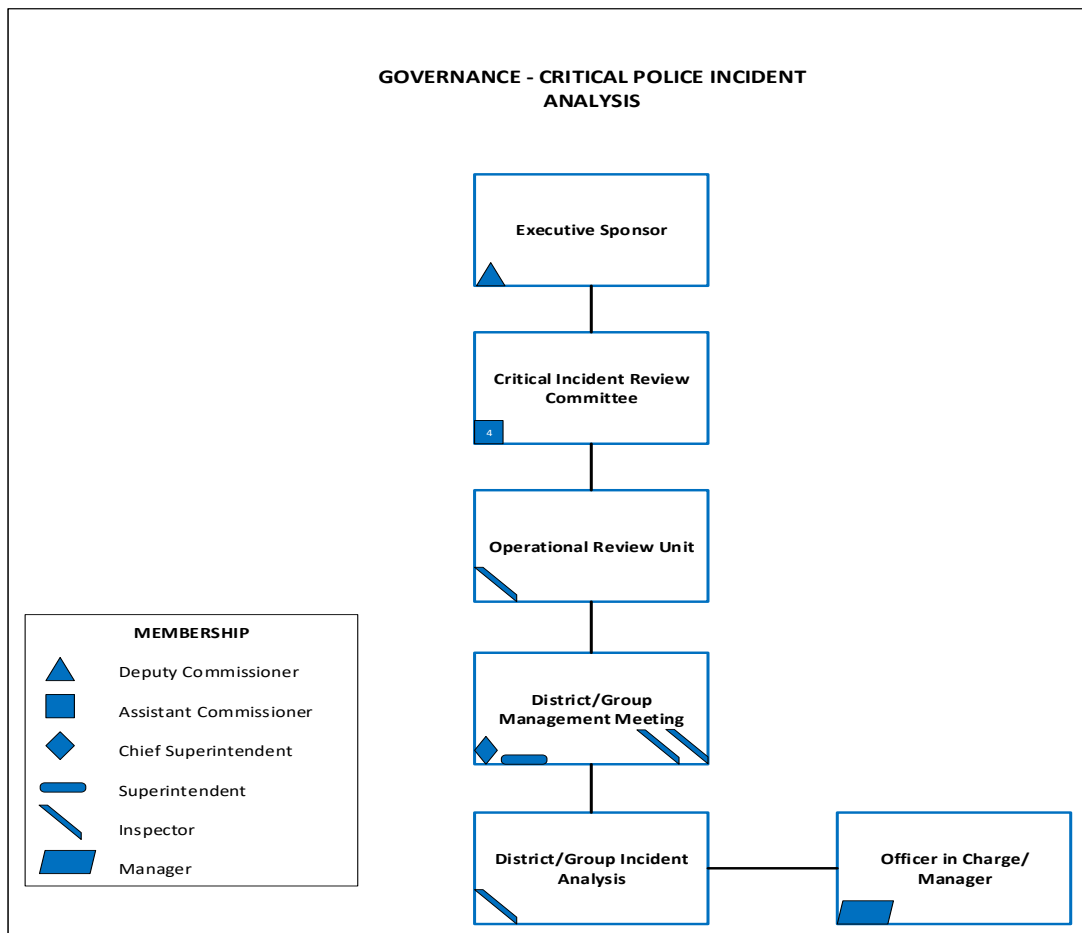 GOVERNANCE - CRITICAL POLICE INCIDENT
ANALYSIS
Executive Sponsor
Critical Incident Review
Committee
4
Operational Review Unit
District/Group
Management Meeting
District/Group Incident
Analysis
Officer in Charge/
Manager
MEMBERSHIP
Deputy Commissioner
Assistant Commissioner
Chief Superintendent
Superintendent
Inspector
Manager